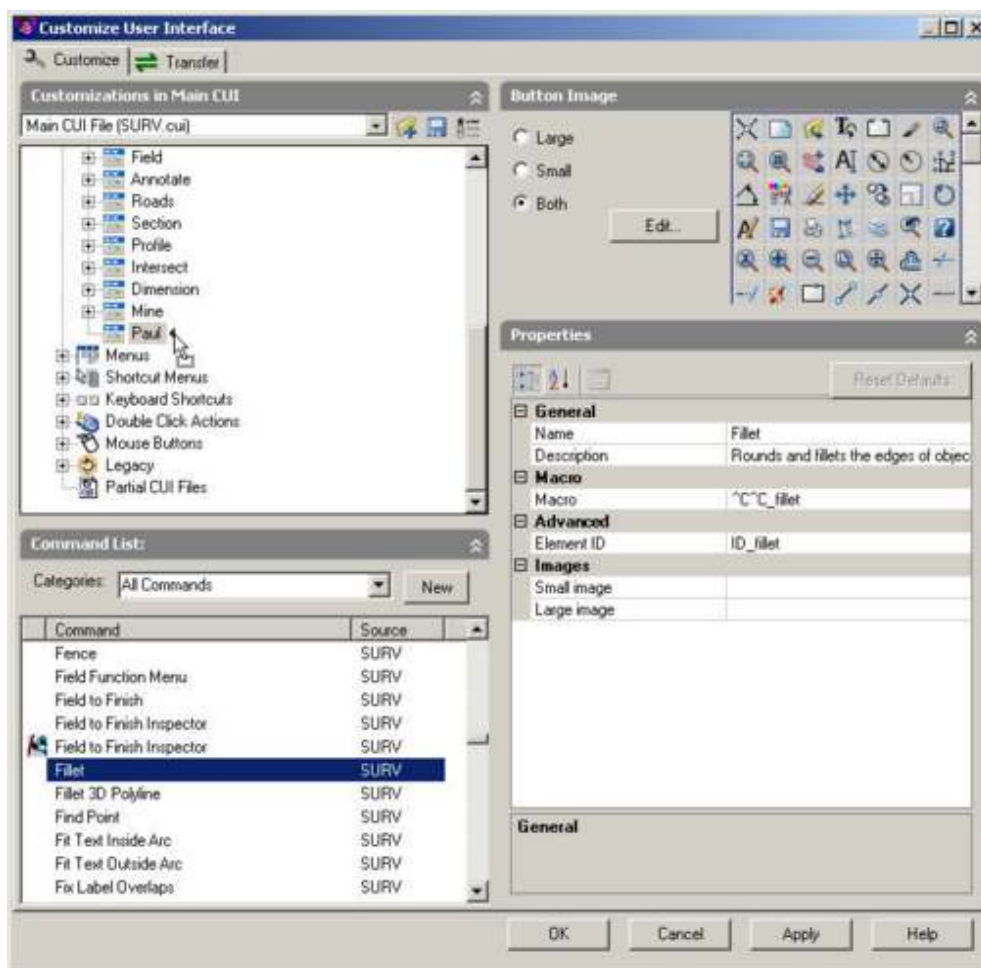 Customize User Interface
Customize
Transfer
Customizations in Main CUI
Main CUI File (SURV.cui)
Field
Annotate
Roads
Section
Profile
Intersect
Dimension
Mine
Paul
Menus
Shortcut Menus
Keyboard Shortcuts
Double Click Actions
Mouse Buttons
Legacy
Partial CUI Files
Command List:
Categories: All Commands
New
Command Source
Fence SURV
Field Function Menu SURV
Field to Finish SURV
Field to Finish Inspector SURV
Field to Finish Inspector SURV
Fillet SURV
Fillet 3D Polyline SURV
Find Point SURV
Fit Text Inside Arc SURV
Fit Text Outside Arc SURV
Fix Label Overlaps SURV
Button Image
Large
Small
Both
Edit...
Properties
Reset Defaults
General
Name Fillet
Description Rounds and fillets the edges of objec
Macro
Macro ^C^C_fillet
Advanced
Element ID ID_fillet
Images
Small image
Large image
General
OK Cancel Apply Help